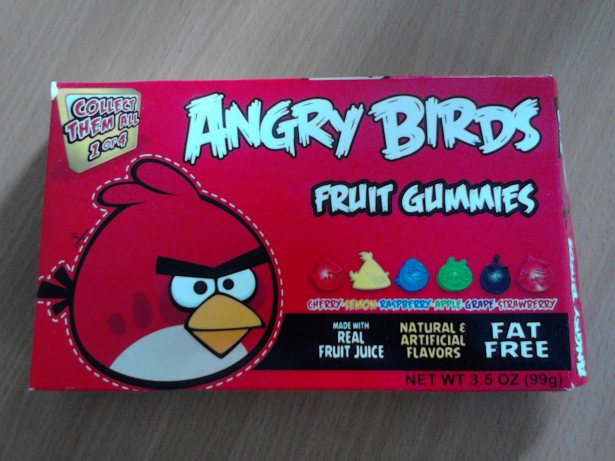 COLLECT
THEM ALL
1 OF 4
ANGRY BIRDS
FRUIT GUMMIES
CHERRY-LEMON-RASPBERRY-APPLE-GRAPE-STRAWBERRY
MADE WITH
REAL
FRUIT JUICE
NATURAL &
ARTIFICIAL
FLAVORS
FAT
FREE
NET WT 3.5 OZ (99g)
ANGRY BIRDS